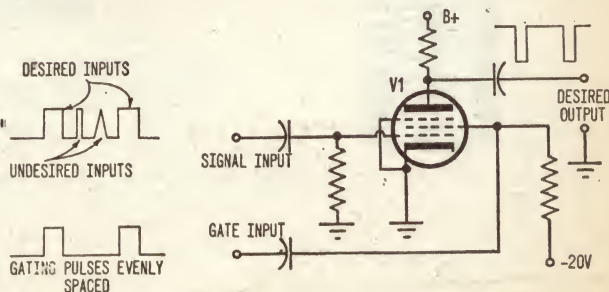 B+
DESIRED INPUTS
V1
DESIRED
OUTPUT
SIGNAL INPUT
UNDESIRED INPUTS
GATE INPUT
GATING PULSES EVENLY
SPACED
-20V